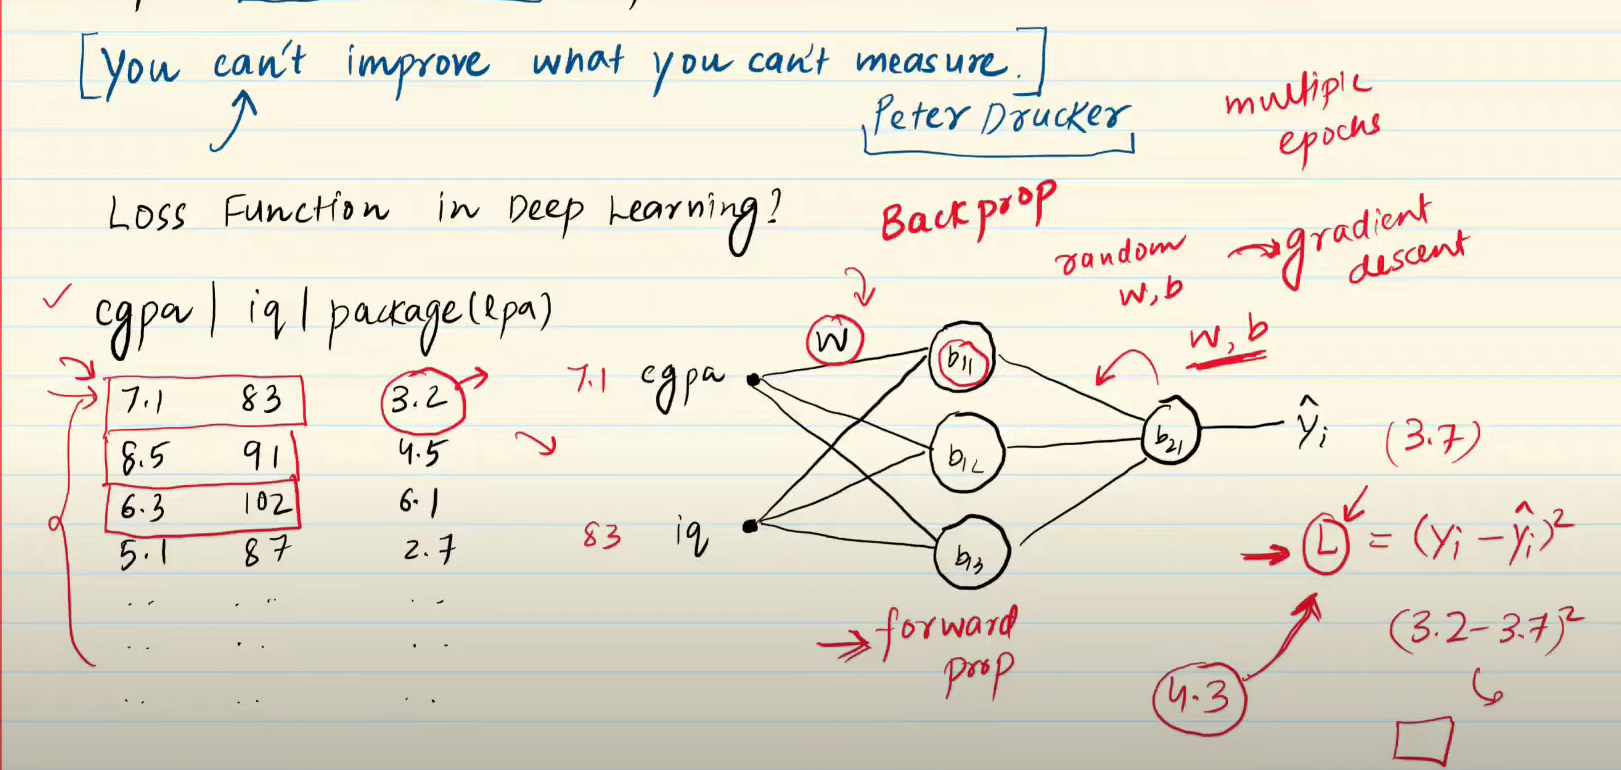 [You can't improve what you can't measure.]
Peter Drucker
multiple
epochs
Loss Function in Deep Learning?
Backprop
random
w, b
gradient
descent
w, b
cgpa | iq | package(lpa)
7.1 83 3.2
8.5 91 4.5
6.3 102 6.1
5.1 87 2.7
.. .. ..
.. .. ..
.. .. ..
W
7.1 cgpa
83 iq
b11
b12
b13
b21
ŷi (3.7)
L = (yi - ŷi)²
(3.2-3.7)²
forward
prop
4.3